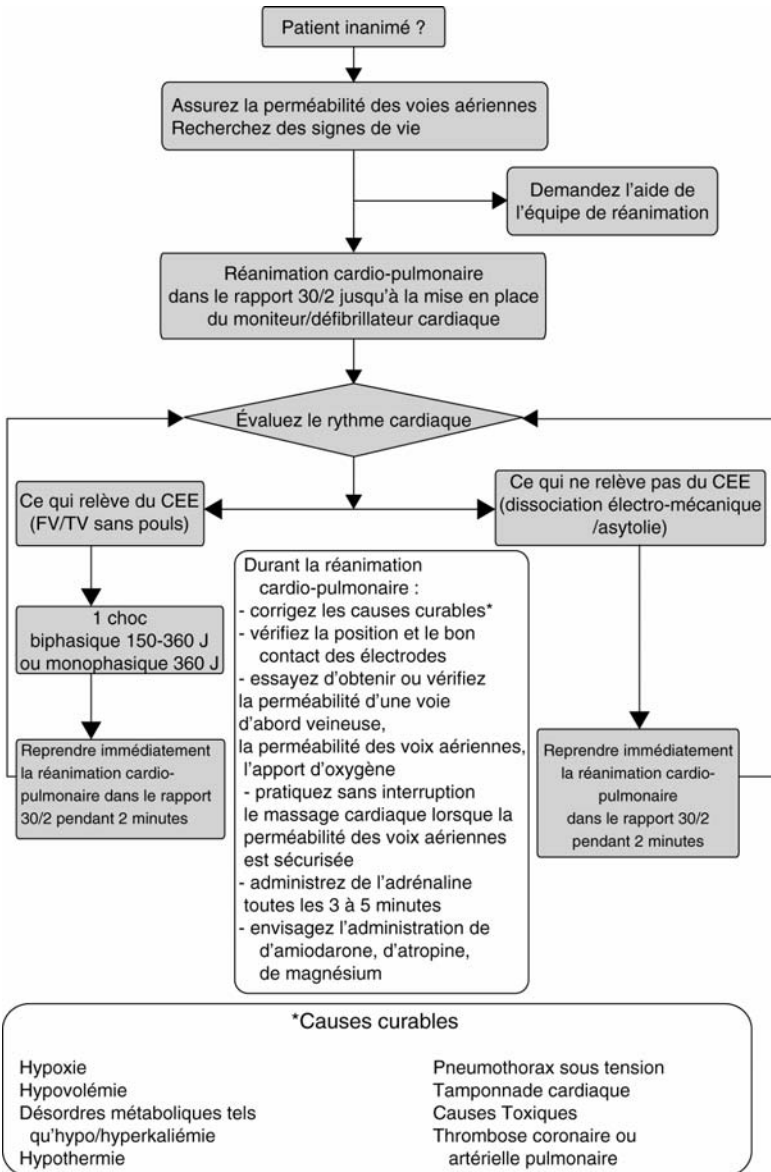 Patient inanimé ?
Assurez la perméabilité des voies aériennes
Recherchez des signes de vie
Demandez l'aide de
l'équipe de réanimation
Réanimation cardio-pulmonaire
dans le rapport 30/2 jusqu'à la mise en place
du moniteur/défibrillateur cardiaque
Évaluez le rythme cardiaque
Ce qui relève du CEE
(FV/TV sans pouls)
Ce qui ne relève pas du CEE
(dissociation électro-mécanique
/asytolie)
1 choc
biphasique 150-360 J
ou monophasique 360 J
Reprendre immédiatement
la réanimation cardio-
pulmonaire dans le rapport
30/2 pendant 2 minutes
Durant la réanimation
cardio-pulmonaire :
- corrigez les causes curables*
- vérifiez la position et le bon
contact des électrodes
- essayez d'obtenir ou vérifiez
la perméabilité d'une voie
d'abord veineuse,
la perméabilité des voix aériennes,
l'apport d'oxygène
- pratiquez sans interruption
le massage cardiaque lorsque la
perméabilité des voix aériennes
est sécurisée
- administrez de l'adrénaline
toutes les 3 à 5 minutes
- envisagez l'administration de
d'amiodarone, d'atropine,
de magnésium
Reprendre immédiatement
la réanimation cardio-
pulmonaire
dans le rapport 30/2
pendant 2 minutes
*Causes curables
Hypoxie
Hypovolémie
Désordres métaboliques tels
qu'hypo/hyperkaliémie
Hypothermie
Pneumothorax sous tension
Tamponnade cardiaque
Causes Toxiques
Thrombose coronaire ou
artérielle pulmonaire